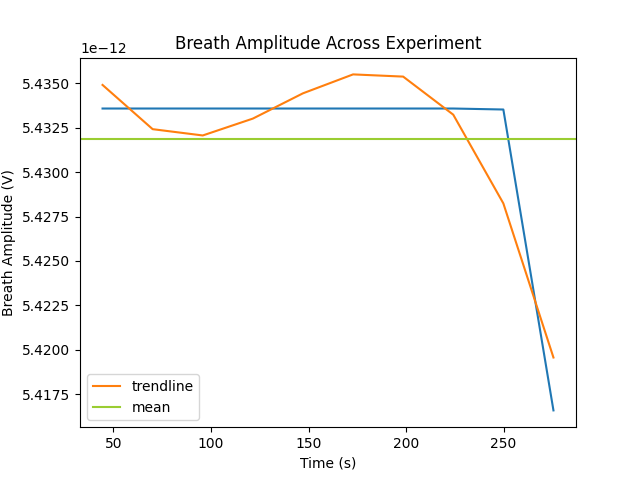 Breath Amplitude Across Experiment
1e−12
5.4350
5.4325
5.4300
5.4275
5.4250
5.4225
5.4200
5.4175
Breath Amplitude (V)
trendline
mean
50
100
150
200
250
Time (s)